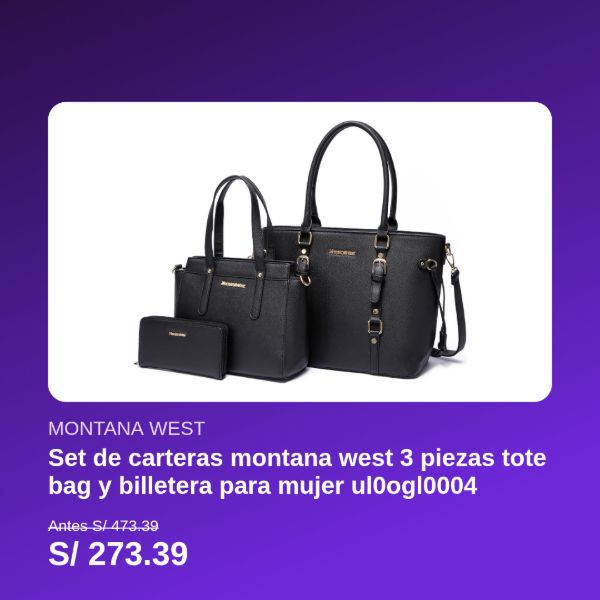 MONTANA WEST
Set de carteras montana west 3 piezas tote
bag y billetera para mujer ul0ogl0004
Antes S/ 473.39
S/ 273.39